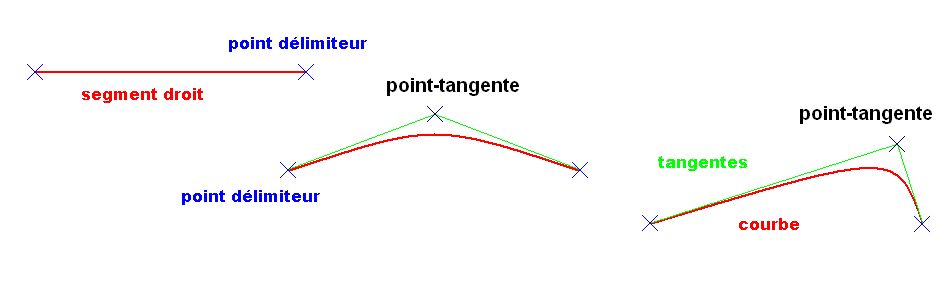 point délimiteur
segment droit
point-tangente
point délimiteur
point-tangente
tangentes
courbe